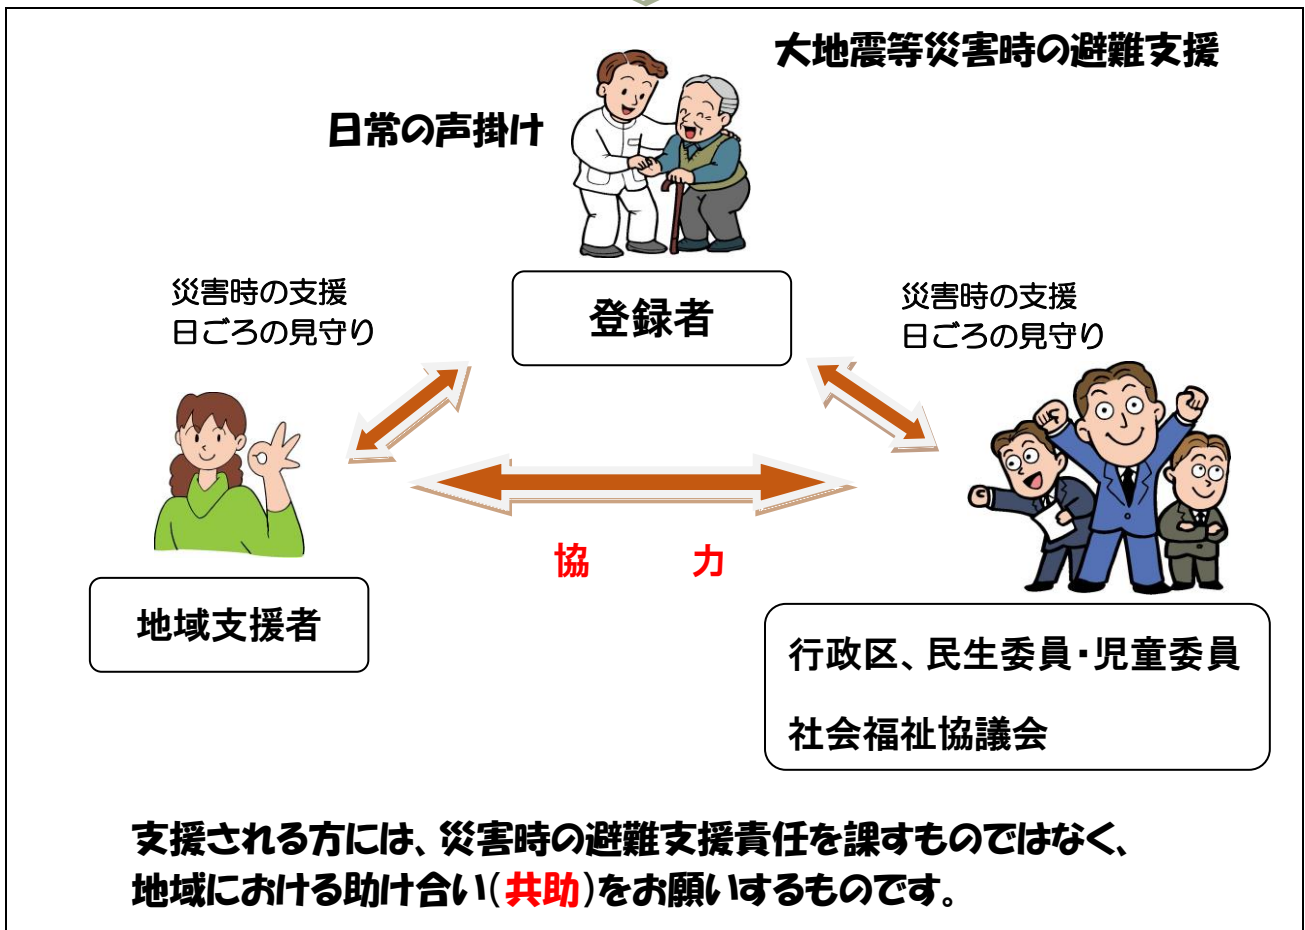 大地震等災害時の避難支援
日常の声掛け
災害時の支援
日ごろの見守り
登録者
災害時の支援
日ごろの見守り
協 力
地域支援者
行政区、民生委員・児童委員
社会福祉協議会
支援される方には、災害時の避難支援責任を課すものではなく、
地域における助け合い(共助)をお願いするものです。